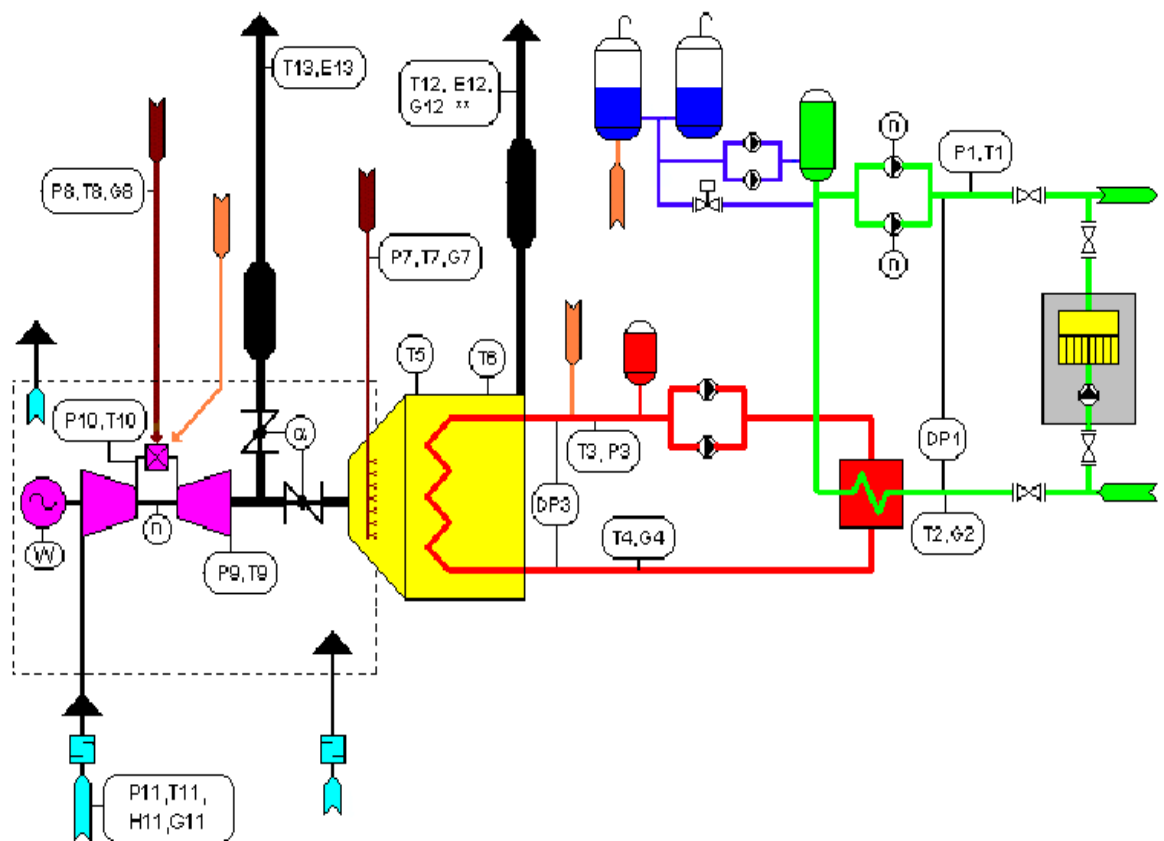 T13,E13
T12, E12,
G12 **
n
P1,T1
P8,T8,G8
P7,T7,G7
n
T5
T6
P10,T10
α
T3, P3
DP1
DP3
n
T4,G4
T2,G2
W
P9,T9
P11,T11,
H11,G11